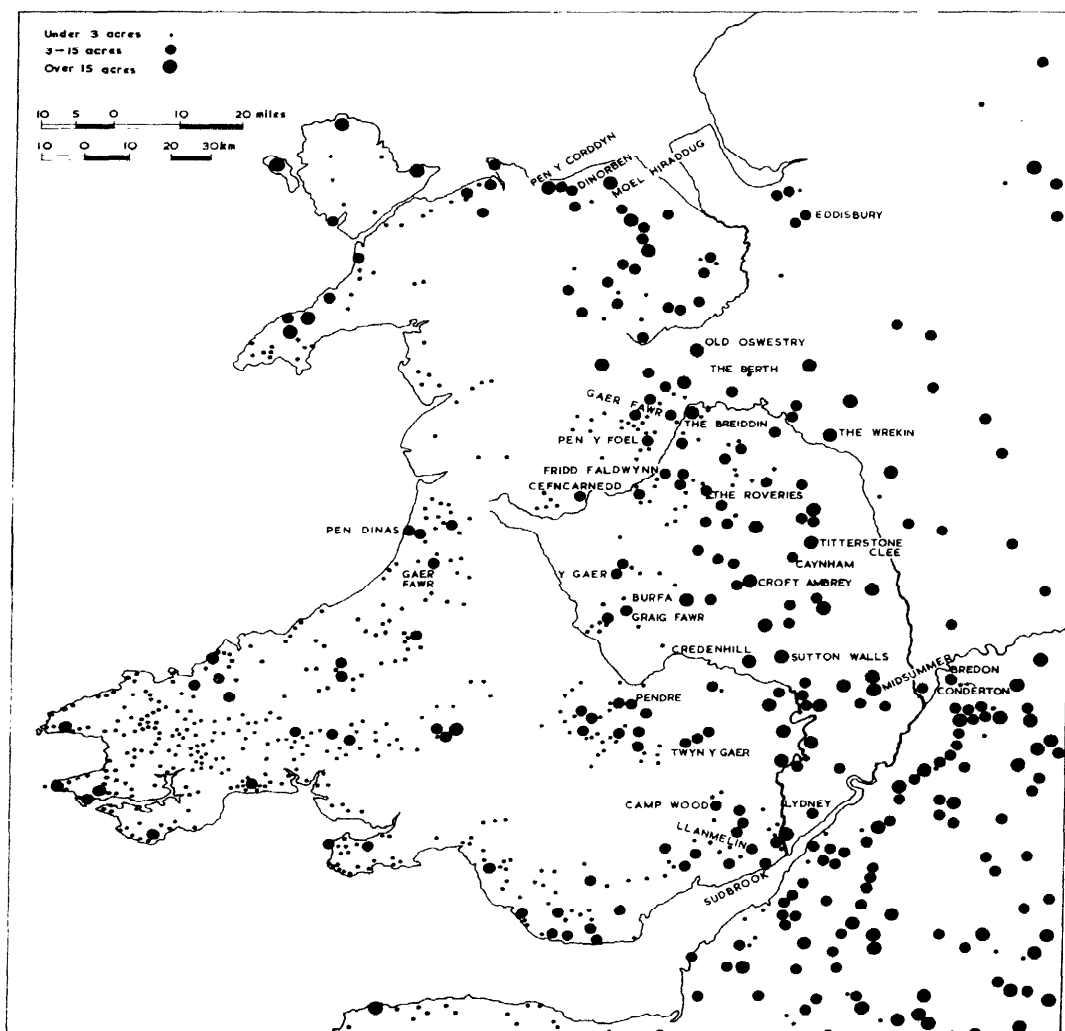 Under 3 acres
3-15 acres
Over 15 acres
10 5 0 10 20 miles
10 0 10 20 30km
PEN Y CORDDYN
DINORBEN
MOEL HIRADDUG
EDDISBURY
OLD OSWESTRY
THE BERTH
GAER FAWR
THE BREIDDIN
THE WREKIN
PEN Y FOEL
FRIDD FALDWYNN
CEFNCARNEDD
THE ROVERIES
PEN DINAS
TITTERSTONE
CLEE
CAYNHAM
GAER
FAWR
Y GAER
CROFT AMBREY
BURFA
GRAIG FAWR
CREDENHILL
SUTTON WALLS
MIDSUMMER
BREDON
CONDERTON
PENDRE
TWYN Y GAER
CAMP WOOD
LYDNEY
LLANMELIN
SUDBROOK